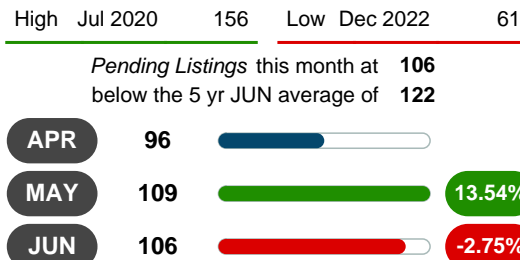 High Jul 2020 156 Low Dec 2022 61
Pending Listings this month at 106
below the 5 yr JUN average of 122
APR 96
MAY 109 13.54%
JUN 106 -2.75%